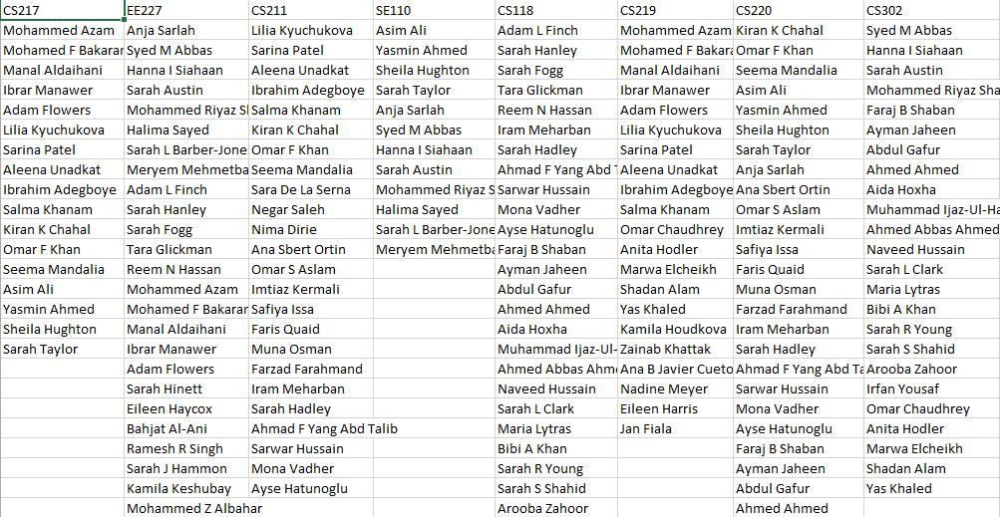 CS217 EE227 CS211 SE110 CS118 CS219 CS220 CS302
Mohammed Azam Anja Sarlah Lilia Kyuchukova Asim Ali Adam L Finch Mohammed Azam Kiran K Chahal Syed M Abbas
Mohamed F Bakarar Syed M Abbas Sarina Patel Yasmin Ahmed Sarah Hanley Mohamed F Bakara Omar F Khan Hanna I Siahaan
Manal Aldaihani Hanna I Siahaan Aleena Unadkat Sheila Hughton Sarah Fogg Manal Aldaihani Seema Mandalia Sarah Austin
Ibrar Manawer Sarah Austin Ibrahim Adegboye Sarah Taylor Tara Glickman Ibrar Manawer Asim Ali Mohammed Riyaz Sha
Adam Flowers Mohammed Riyaz Sh Salma Khanam Anja Sarlah Reem N Hassan Adam Flowers Yasmin Ahmed Faraj B Shaban
Lilia Kyuchukova Halima Sayed Kiran K Chahal Syed M Abbas Iram Meharban Lilia Kyuchukova Sheila Hughton Ayman Jaheen
Sarina Patel Sarah L Barber-Jone Omar F Khan Hanna I Siahaan Sarah Hadley Sarina Patel Sarah Taylor Abdul Gafur
Aleena Unadkat Meryem Mehmetba Seema Mandalia Sarah Austin Ahmad F Yang Abd T Aleena Unadkat Anja Sarlah Ahmed Ahmed
Ibrahim Adegboye Adam L Finch Sara De La Serna Mohammed Riyaz S Sarwar Hussain Ibrahim Adegboye Ana Sbert Ortin Aida Hoxha
Salma Khanam Sarah Hanley Negar Saleh Halima Sayed Mona Vadher Salma Khanam Omar S Aslam Muhammad Ijaz-Ul-Ha
Kiran K Chahal Sarah Fogg Nima Dirie Sarah L Barber-Jone Ayse Hatunoglu Omar Chaudhrey Imtiaz Kermali Ahmed Abbas Ahmed
Omar F Khan Tara Glickman Ana Sbert Ortin Meryem Mehmetba Faraj B Shaban Anita Hodler Safiya Issa Naveed Hussain
Seema Mandalia Reem N Hassan Omar S Aslam Ayman Jaheen Marwa Elcheikh Faris Quaid Sarah L Clark
Asim Ali Mohammed Azam Imtiaz Kermali Abdul Gafur Shadan Alam Muna Osman Maria Lytras
Yasmin Ahmed Mohamed F Bakarar Safiya Issa Ahmed Ahmed Yas Khaled Farzad Farahmand Bibi A Khan
Sheila Hughton Manal Aldaihani Faris Quaid Aida Hoxha Kamila Houdkova Iram Meharban Sarah R Young
Sarah Taylor Ibrar Manawer Muna Osman Muhammad Ijaz-Ul- Zainab Khattak Sarah Hadley Sarah S Shahid
Adam Flowers Farzad Farahmand Ahmed Abbas Ahme Ana B Javier Cueto Ahmad F Yang Abd Ta Arooba Zahoor
Sarah Hinett Iram Meharban Naveed Hussain Nadine Meyer Sarwar Hussain Irfan Yousaf
Eileen Haycox Sarah Hadley Sarah L Clark Eileen Harris Mona Vadher Omar Chaudhrey
Bahjat Al-Ani Ahmad F Yang Abd Talib Maria Lytras Jan Fiala Ayse Hatunoglu Anita Hodler
Ramesh R Singh Sarwar Hussain Bibi A Khan Faraj B Shaban Marwa Elcheikh
Sarah J Hammon Mona Vadher Sarah R Young Ayman Jaheen Shadan Alam
Kamila Keshubay Ayse Hatunoglu Sarah S Shahid Abdul Gafur Yas Khaled
Mohammed Z Albahar Arooba Zahoor Ahmed Ahmed